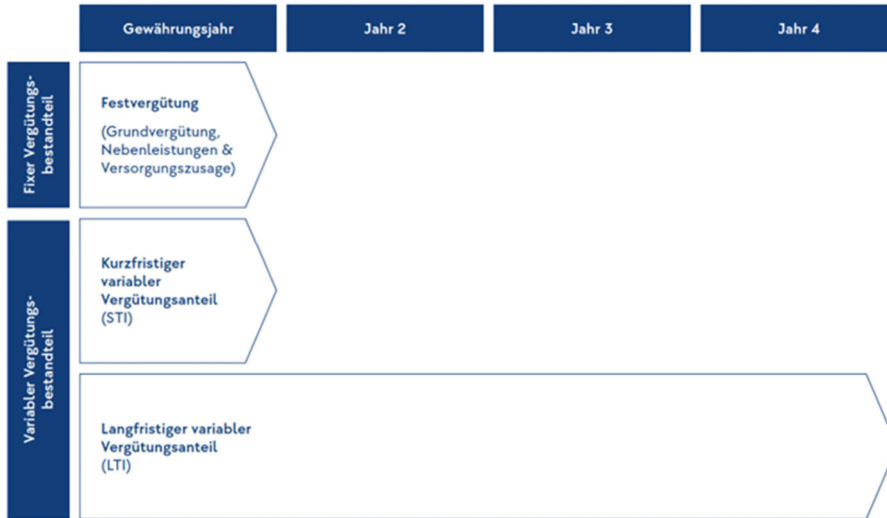 Gewährungsjahr
Jahr 2
Jahr 3
Jahr 4
Fixer Vergütungs-
bestandteil
Festvergütung
(Grundvergütung,
Nebenleistungen &
Versorgungszusage)
Variabler Vergütungs-
bestandteil
Kurzfristiger
variabler
Vergütungsanteil
(STI)
Langfristiger variabler
Vergütungsanteil
(LTI)